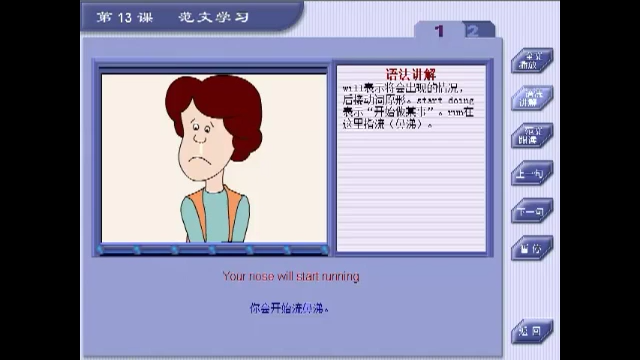 第 13 课 范文学习
1 2
语法讲解
will表示将会出现的情况,
后接动词原形。start doing
表示“开始做某事”。run在
这里指流(鼻涕)。
Your nose will start running
你会开始流鼻涕。
上一句
下一句
返 回